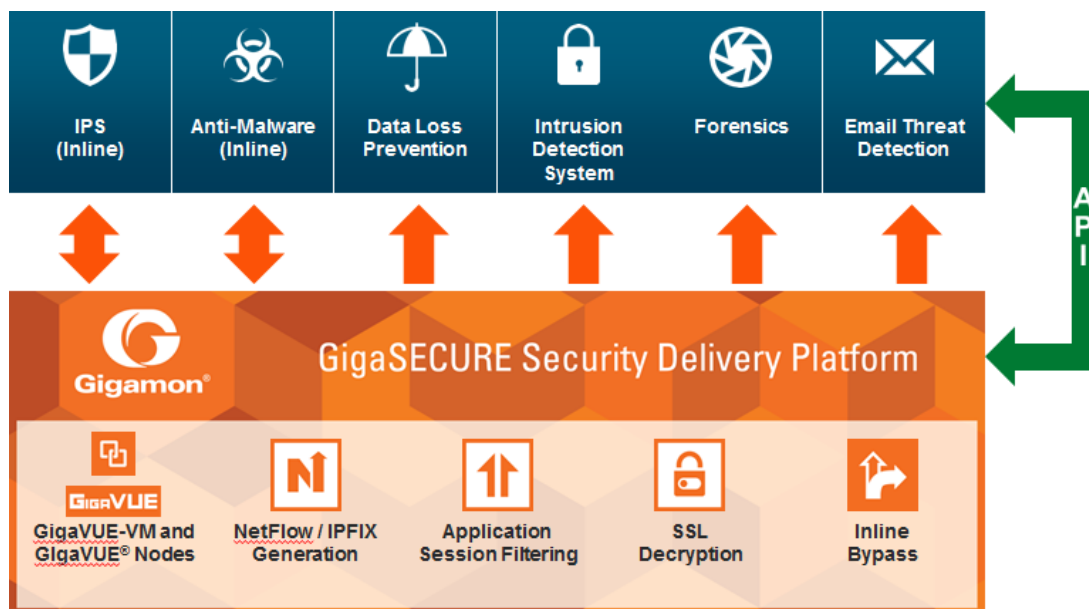 IPS
(Inline)
Anti-Malware
(Inline)
Data Loss
Prevention
Intrusion
Detection
System
Forensics
Email Threat
Detection
API
Gigamon®
GigaSECURE Security Delivery Platform
GIGAVUE
GigaVUE-VM and
GIgaVUE® Nodes
NetFlow / IPFIX
Generation
Application
Session Filtering
SSL
Decryption
Inline
Bypass